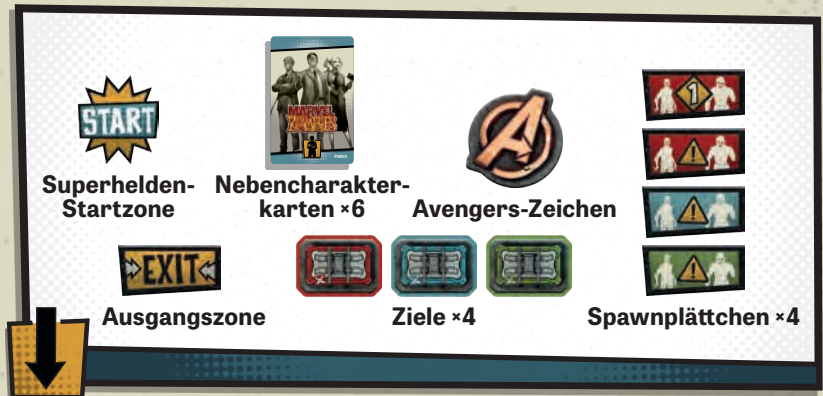 START
Superhelden-
Startzone
MARVEL
ZOMBIES
Nebencharakter-
karten ×6
A
Avengers-Zeichen
1
EXIT
Ausgangszone
Ziele ×4
Spawnplättchen ×4